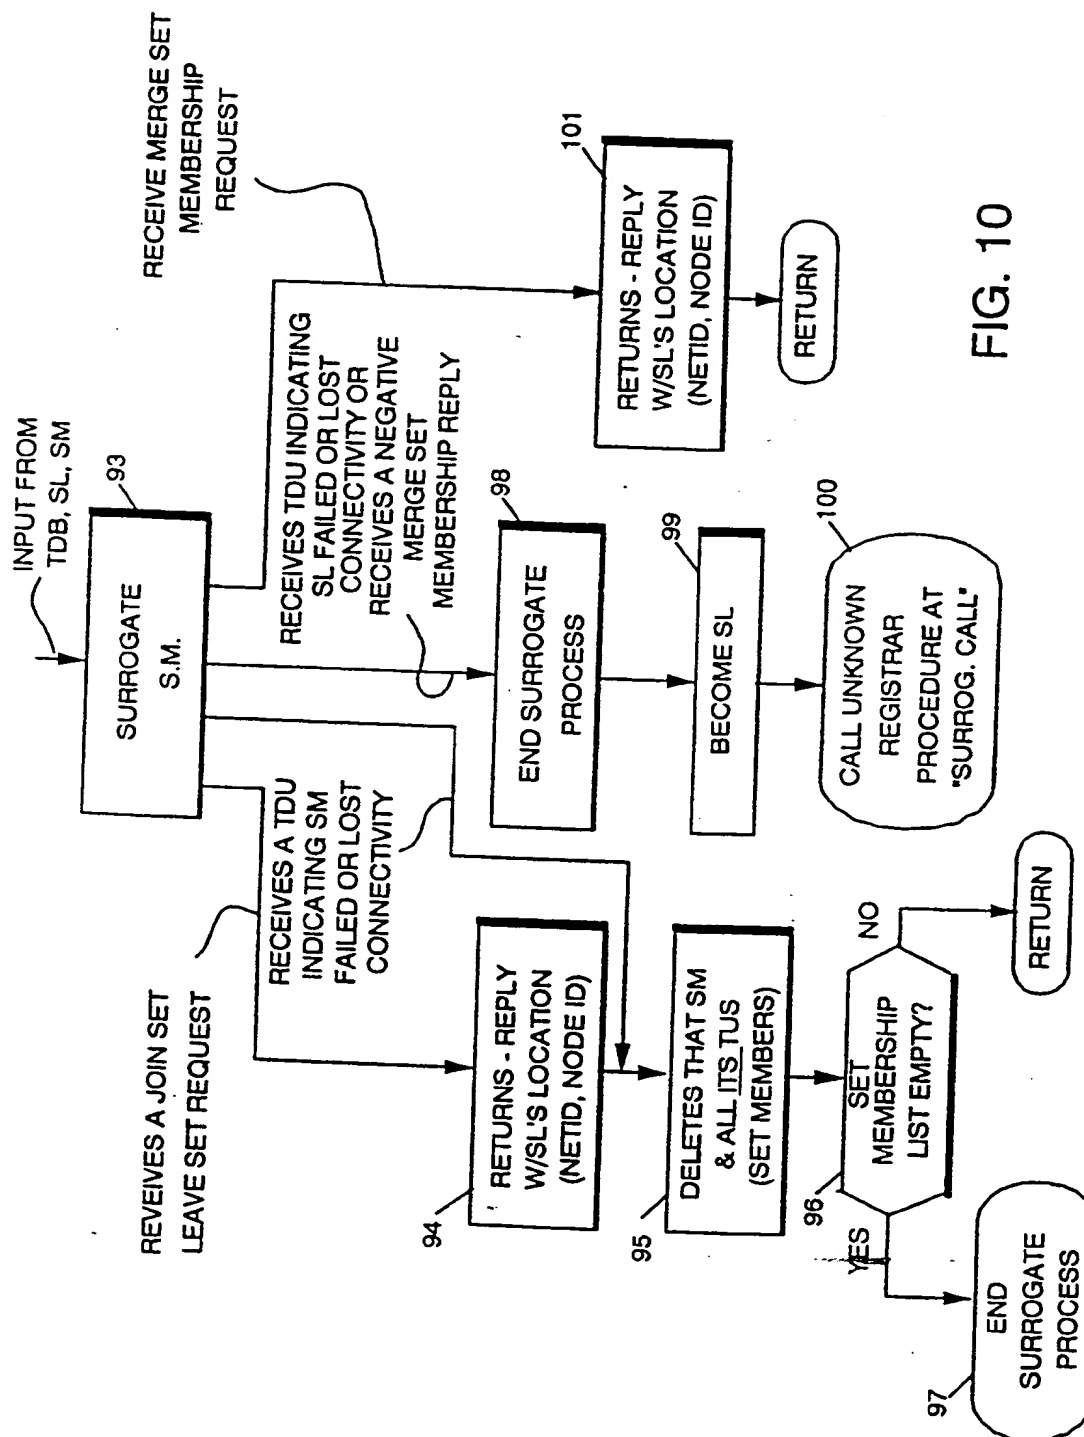 INPUT FROM
TDB, SL, SM
93
SURROGATE
S.M.
REVEIVES A JOIN SET
LEAVE SET REQUEST
RECEIVES A TDU
INDICATING SM
FAILED OR LOST
CONNECTIVITY
RECEIVES TDU INDICATING
SL FAILED OR LOST
CONNECTIVITY OR
RECEIVES A NEGATIVE
MERGE SET
MEMBERSHIP REPLY
RECEIVE MERGE SET
MEMBERSHIP
REQUEST
94
RETURNS - REPLY
W/SL'S LOCATION
(NETID, NODE ID)
95
DELETES THAT SM
& ALL ITS TUS
(SET MEMBERS)
96
SET
MEMBERSHIP
LIST EMPTY?
YES
NO
97
END
SURROGATE
PROCESS
RETURN
98
END SURROGATE
PROCESS
99
BECOME SL
100
CALL UNKNOWN
REGISTRAR
PROCEDURE AT
"SURROG. CALL"
101
RETURNS - REPLY
W/SL'S LOCATION
(NETID, NODE ID)
RETURN
FIG. 10